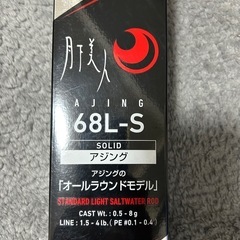 月下美人
AJING
68L-S
SOLID
アジング
アジングの
「オールラウンドモデル」
STANDARD LIGHT SALTWATER ROD
CAST WT.: 0.5 - 8g
LINE : 1.5 - 4lb. ( PE #0.1 - 0.4 )